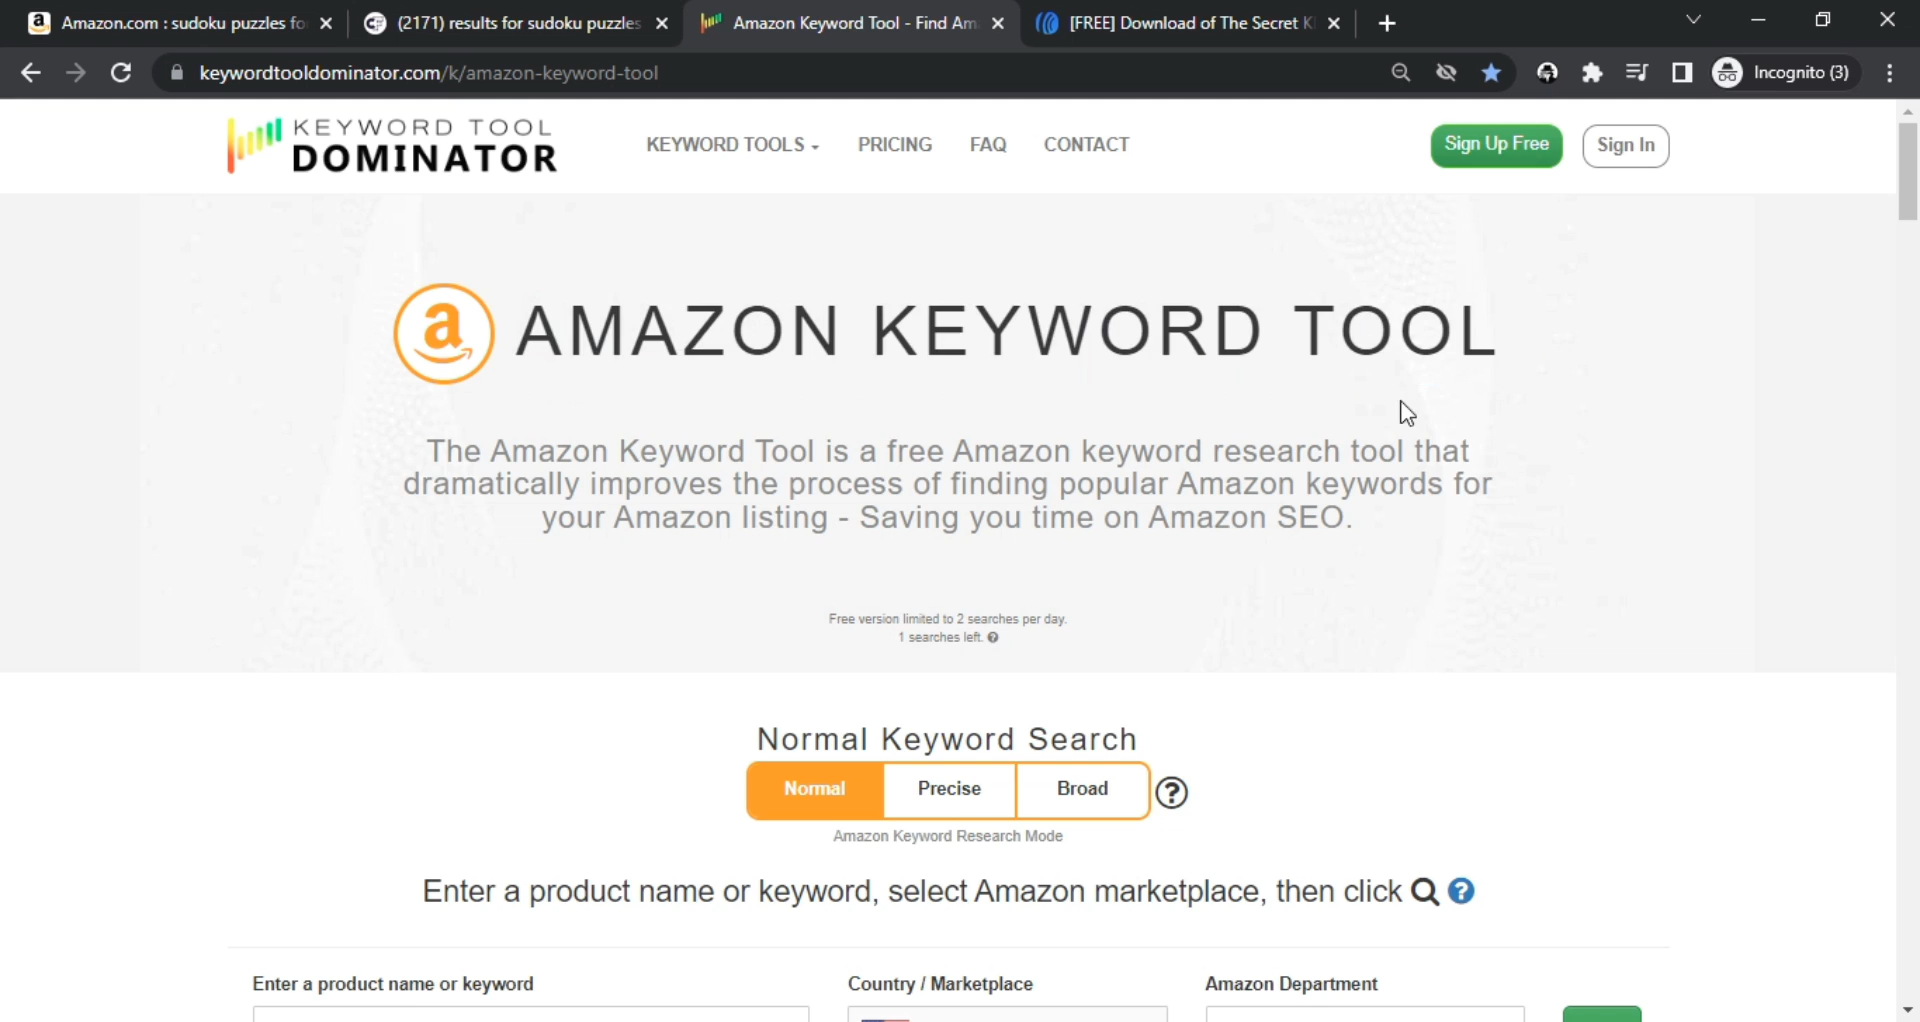 Amazon.com : sudoku puzzles fo
(2171) results for sudoku puzzles
Amazon Keyword Tool - Find Am
[FREE] Download of The Secret K
keywordtooldominator.com/k/amazon-keyword-tool
Incognito (3)
KEYWORD TOOL
DOMINATOR
KEYWORD TOOLS
PRICING
FAQ
CONTACT
Sign Up Free
Sign In
a AMAZON KEYWORD TOOL
The Amazon Keyword Tool is a free Amazon keyword research tool that
dramatically improves the process of finding popular Amazon keywords for
your Amazon listing - Saving you time on Amazon SEO.
Free version limited to 2 searches per day.
1 searches left. ?
Normal Keyword Search
Normal
Precise
Broad
?
Amazon Keyword Research Mode
Enter a product name or keyword, select Amazon marketplace, then click ?
Enter a product name or keyword
Country / Marketplace
Amazon Department